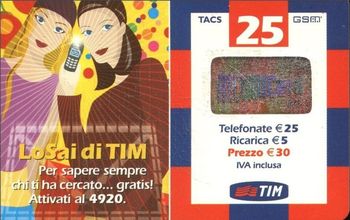 LoSai di TIM
Per sapere sempre
chi ti ha cercato... gratis!
Attivati al 4920.
TACS
25
GSM
Telefonate € 25
Ricarica € 5
Prezzo € 30
IVA inclusa
TIM